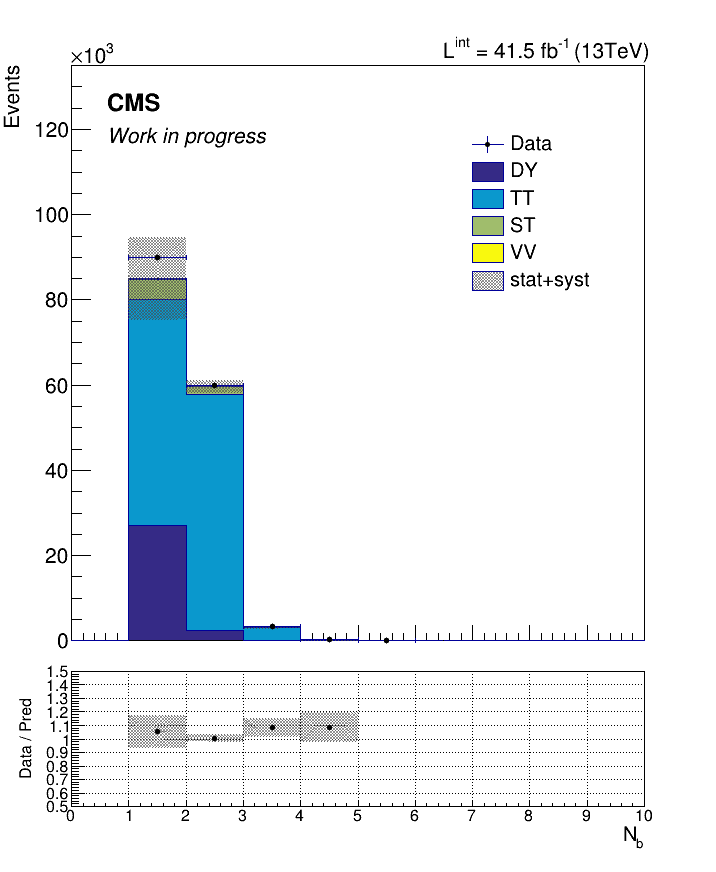 ×10³
L^int = 41.5 fb⁻¹ (13TeV)
Events
CMS
Work in progress
Data
DY
TT
ST
VV
stat+syst
120
100
80
60
40
20
0
Data / Pred
1.5
1.4
1.3
1.2
1.1
1
0.9
0.8
0.7
0.6
0.5
0 1 2 3 4 5 6 7 8 9 10
N_b